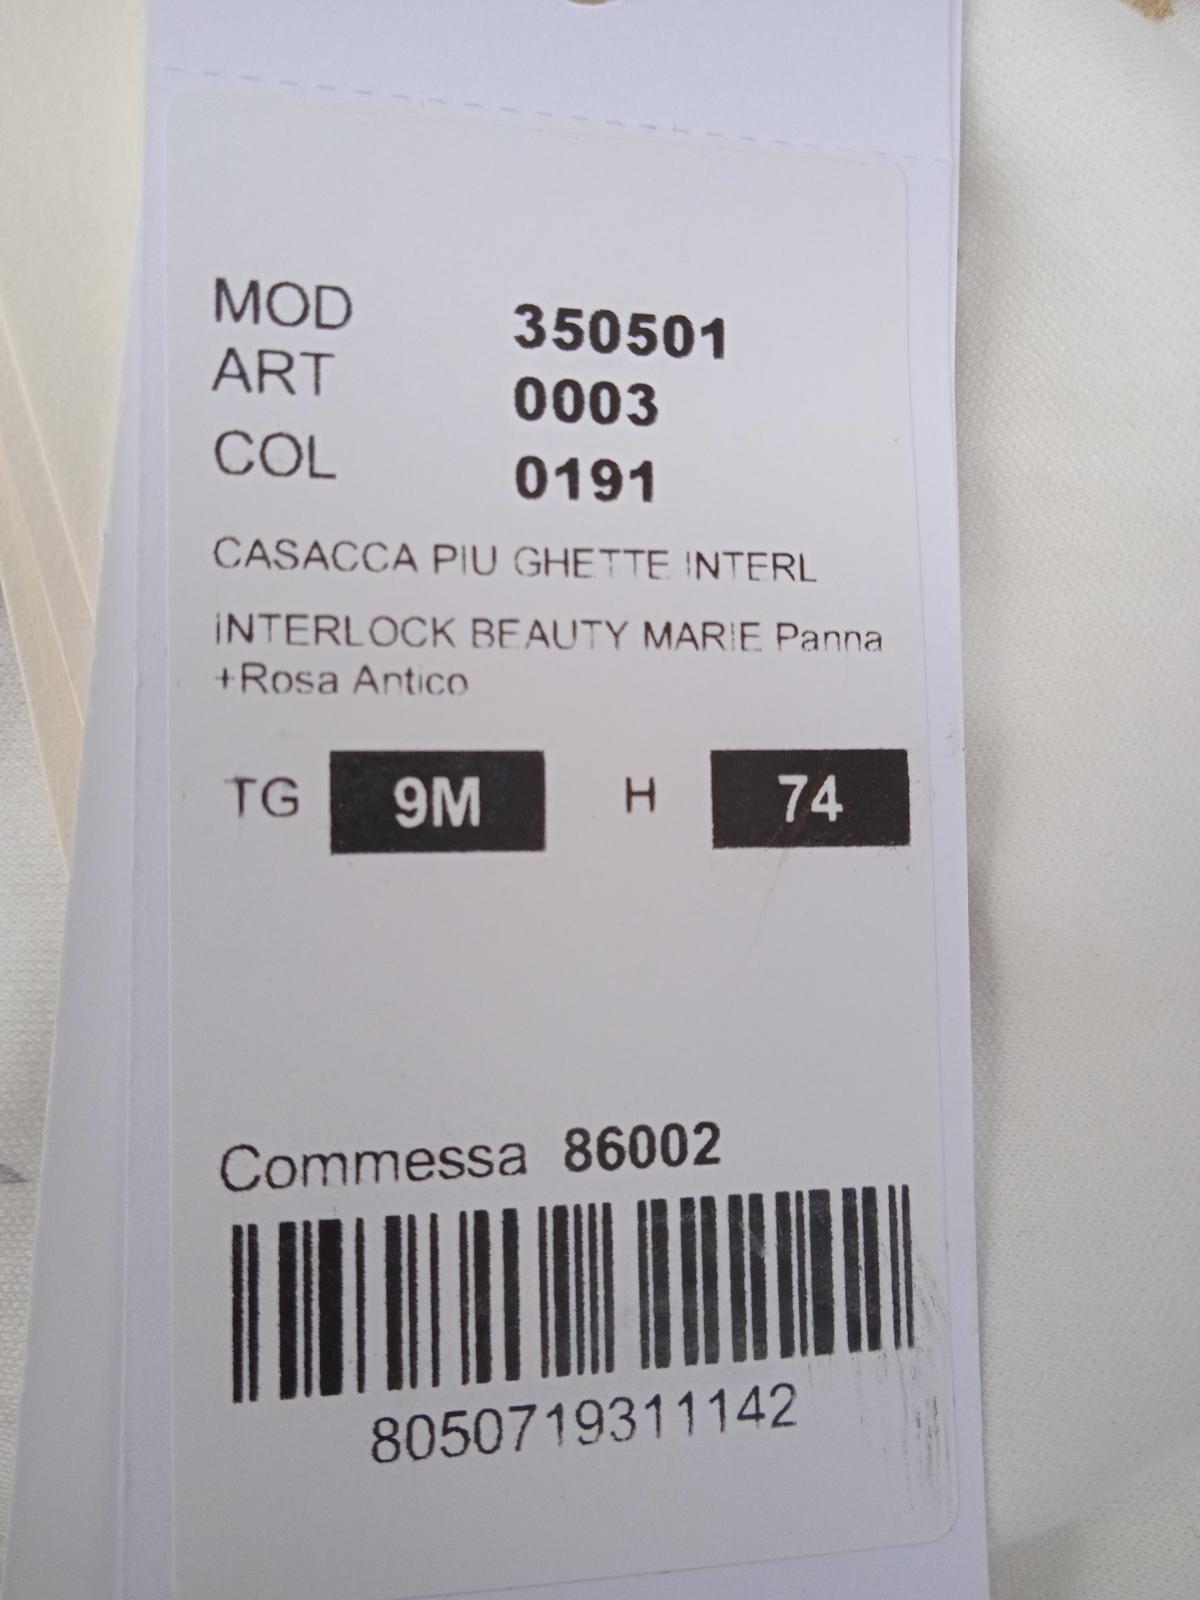 MOD 350501
ART 0003
COL 0191
CASACCA PIU GHETTE INTERL
INTERLOCK BEAUTY MARIE Panna
+Rosa Antico
TG 9M H 74
Commessa 86002
8050719311142